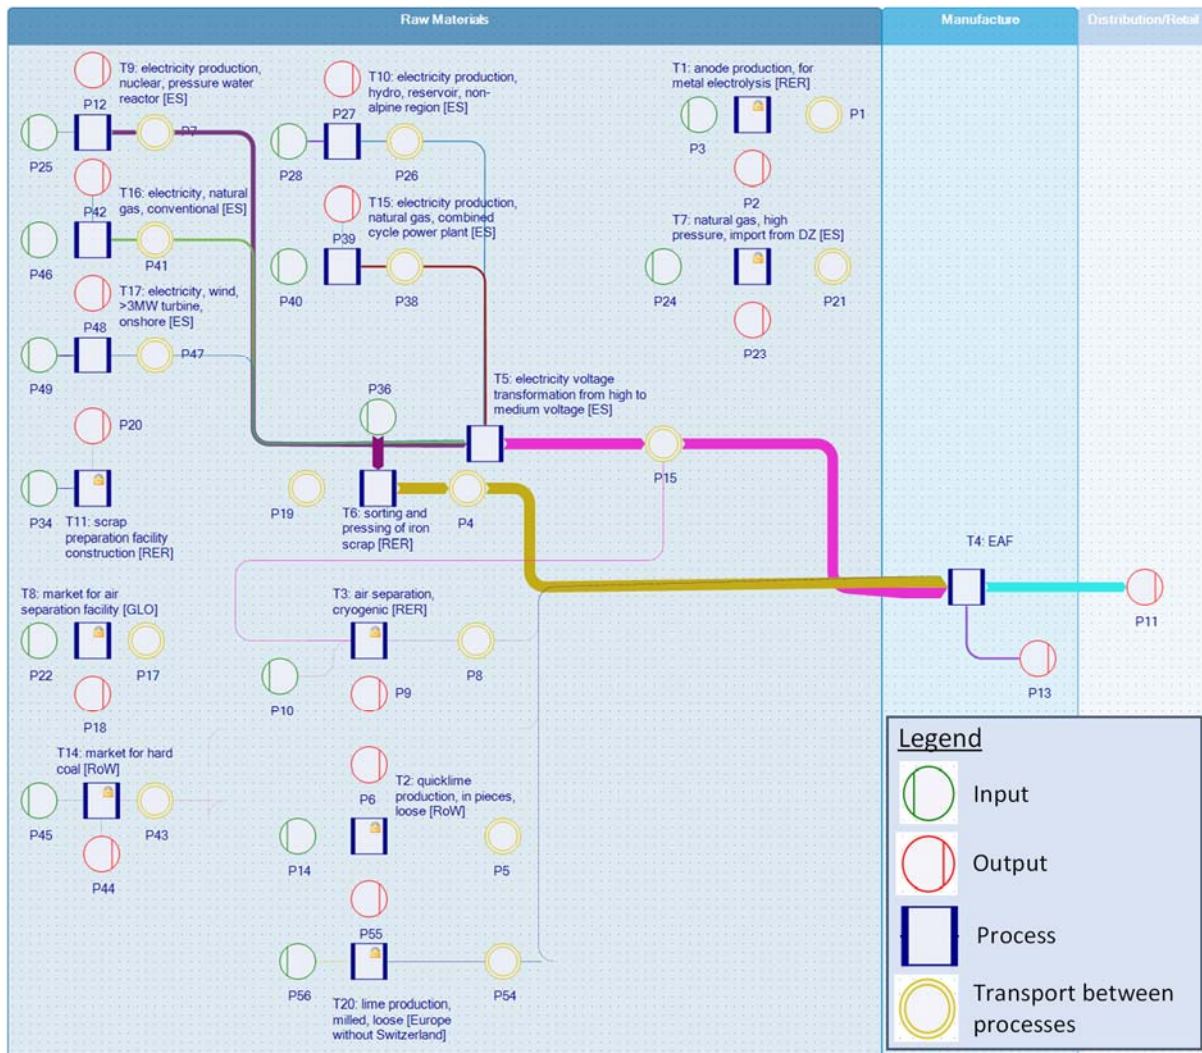 Raw Materials
Manufacture
Distribution/Retail
T9: electricity production,
nuclear, pressure water
reactor [ES]
P12
P25
P7
T10: electricity production,
hydro, reservoir, non-
alpine region [ES]
P27
P28
P26
T1: anode production, for
metal electrolysis [RER]
P3
P1
P2
T16: electricity, natural
gas, conventional [ES]
P42
P46
P41
T15: electricity production,
natural gas, combined
cycle power plant [ES]
P39
P40
P38
T7: natural gas, high
pressure, import from DZ [ES]
P24
P21
P23
T17: electricity, wind,
>3MW turbine,
onshore [ES]
P48
P49
P47
P36
T5: electricity voltage
transformation from high to
medium voltage [ES]
P15
P20
P34
T11: scrap
preparation facility
construction [RER]
P19
T6: sorting and
pressing of iron
scrap [RER]
P4
T4: EAF
P11
P13
T8: market for air
separation facility [GLO]
P22
P17
P18
T3: air separation,
cryogenic [RER]
P10
P8
P9
T14: market for hard
coal [RoW]
P45
P43
P44
P6
T2: quicklime
production, in pieces,
loose [RoW]
P14
P5
P55
P56
P54
T20: lime production,
milled, loose [Europe
without Switzerland]
Legend
Input
Output
Process
Transport between
processes